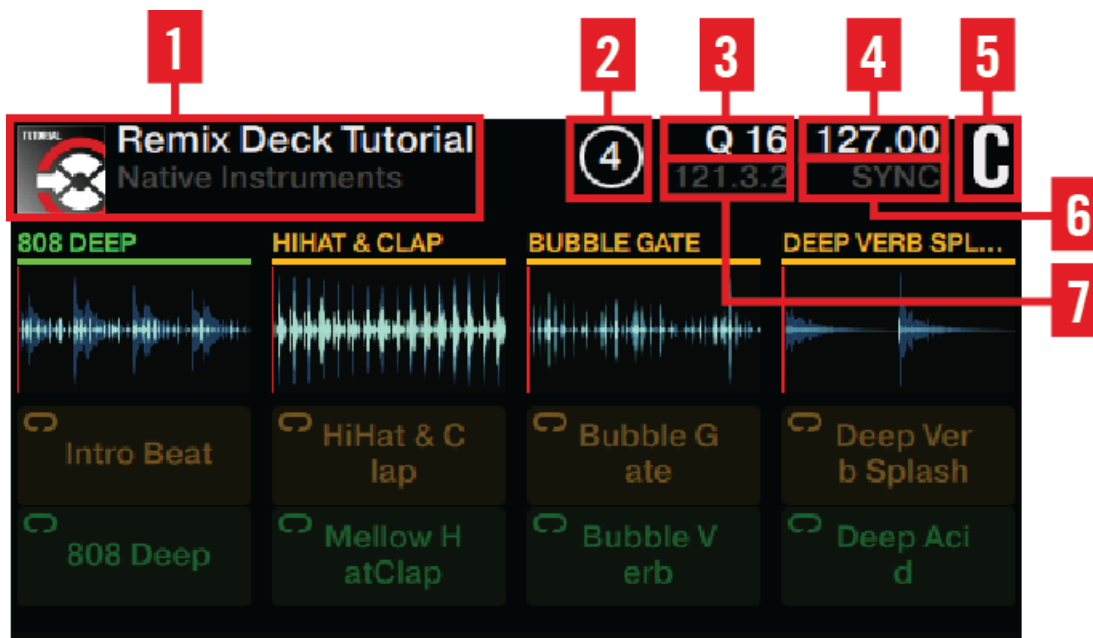 1
2
3
4
5
TUTORIAL
Remix Deck Tutorial
Native Instruments
4
Q 16
121.3.2
127.00
SYNC
C
6
7
808 DEEP
HIHAT & CLAP
BUBBLE GATE
DEEP VERB SPL...
Intro Beat
HiHat & C
lap
Bubble G
ate
Deep Ver
b Splash
808 Deep
Mellow H
atClap
Bubble V
erb
Deep Aci
d